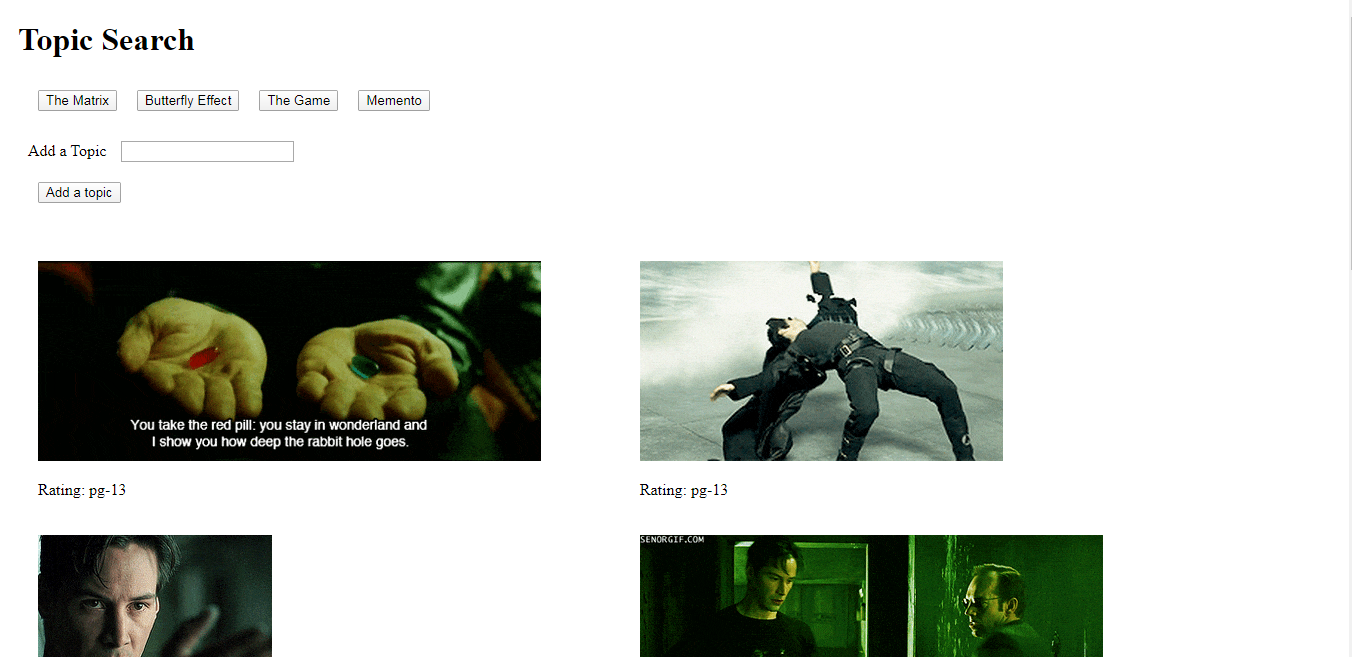 Topic Search
The Matrix Butterfly Effect The Game Memento
Add a Topic
Add a topic
You take the red pill: you stay in wonderland and
I show you how deep the rabbit hole goes.
Rating: pg-13 Rating: pg-13
SENORGIF.COM